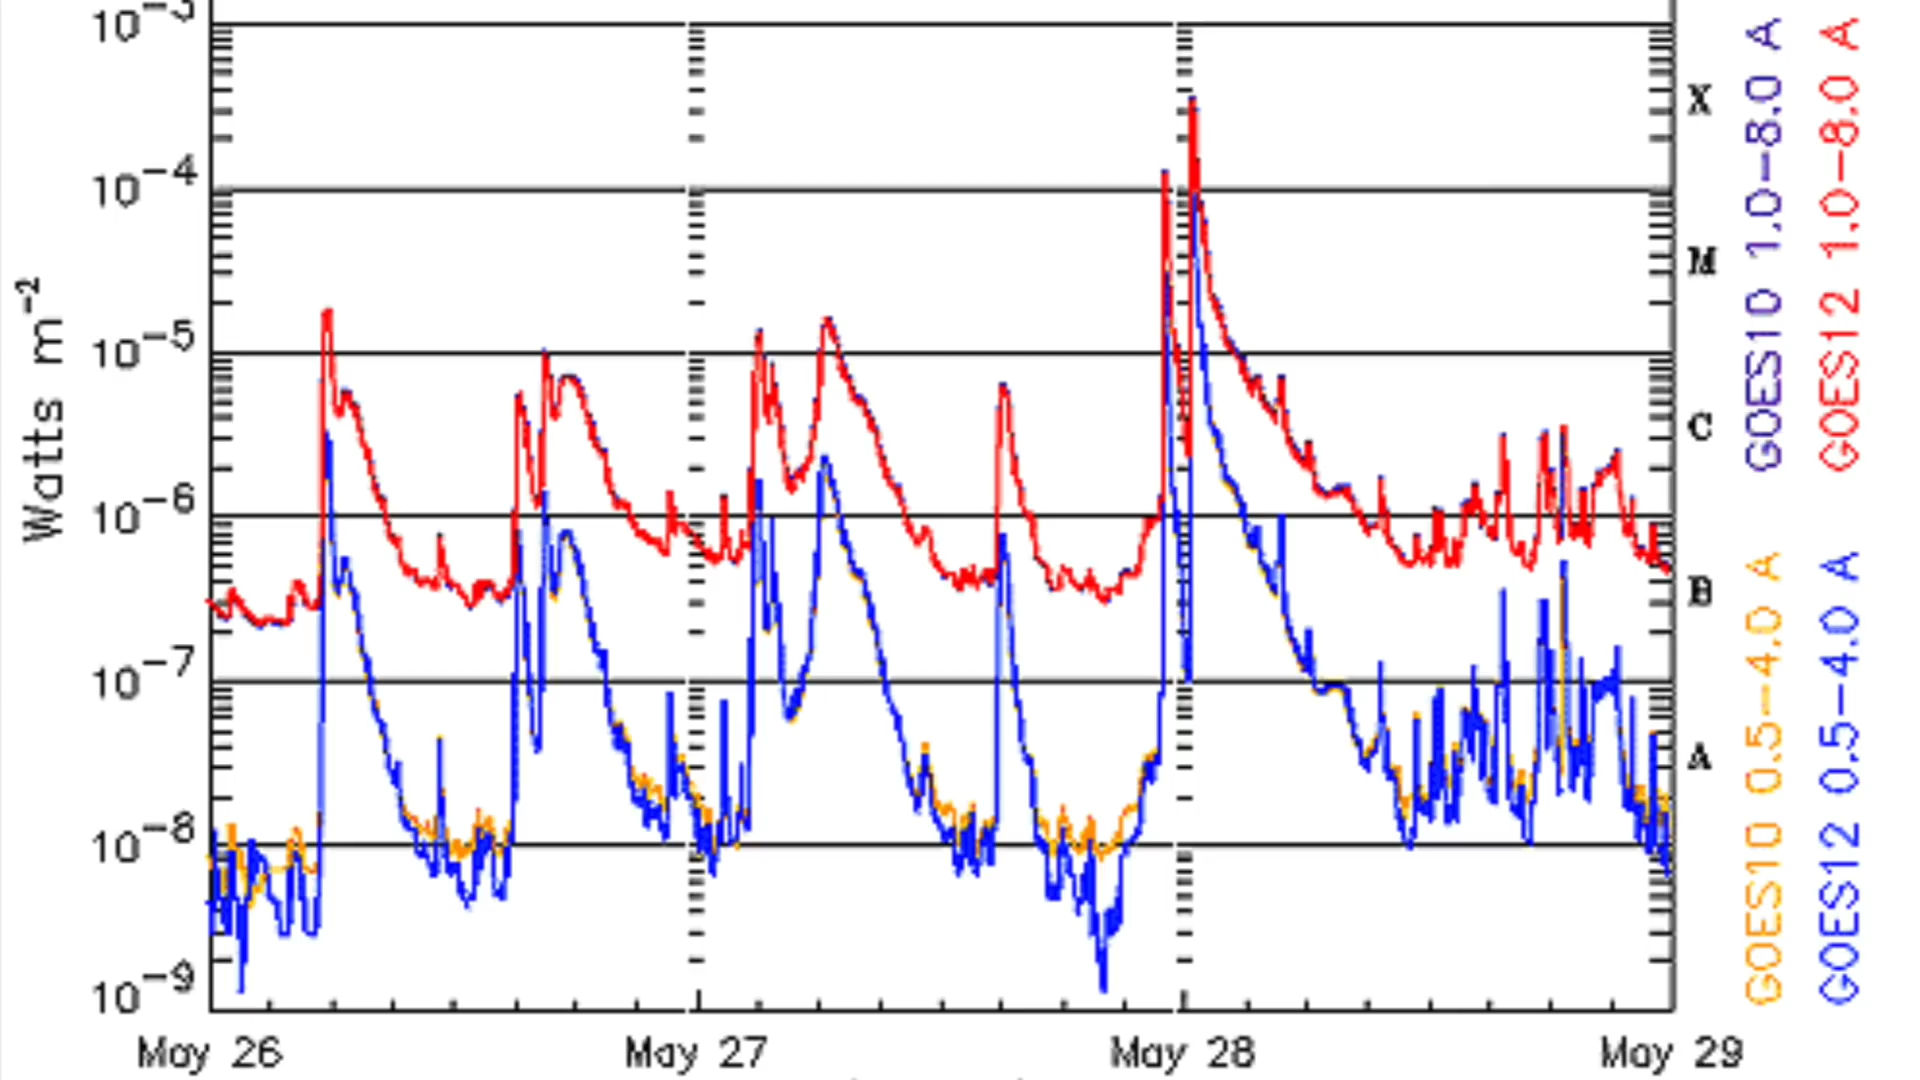 10⁻³
10⁻⁴
10⁻⁵
10⁻⁶
10⁻⁷
10⁻⁸
10⁻⁹
Watts m⁻²
May 26
May 27
May 28
May 29
X
M
C
B
A
GOES10 0.5-4.0 A
GOES10 1.0-8.0 A
GOES12 0.5-4.0 A
GOES12 1.0-8.0 A